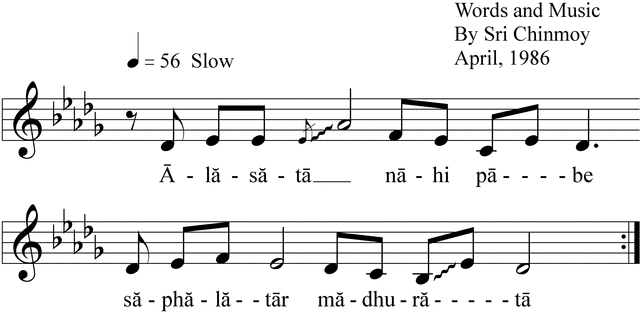 Words and Music
By Sri Chinmoy
April, 1986
= 56 Slow
Ā - lă - să - tā____ nā - hi pā - - - - be
să - phă - lă - tār mă - dhu - ră - - - - - tā